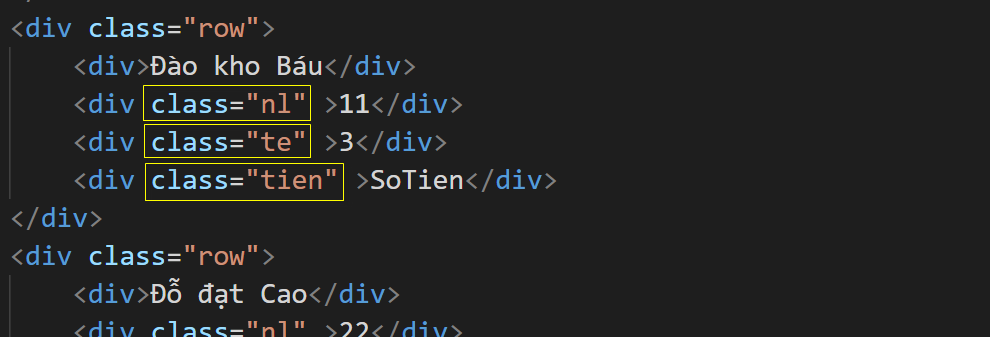 <div class="row">
<div>Đào kho Báu</div>
<div class="nl" >11</div>
<div class="te" >3</div>
<div class="tien" >SoTien</div>
</div>
<div class="row">
<div>Đỗ đạt Cao</div>
<div class="nl" >22</div>